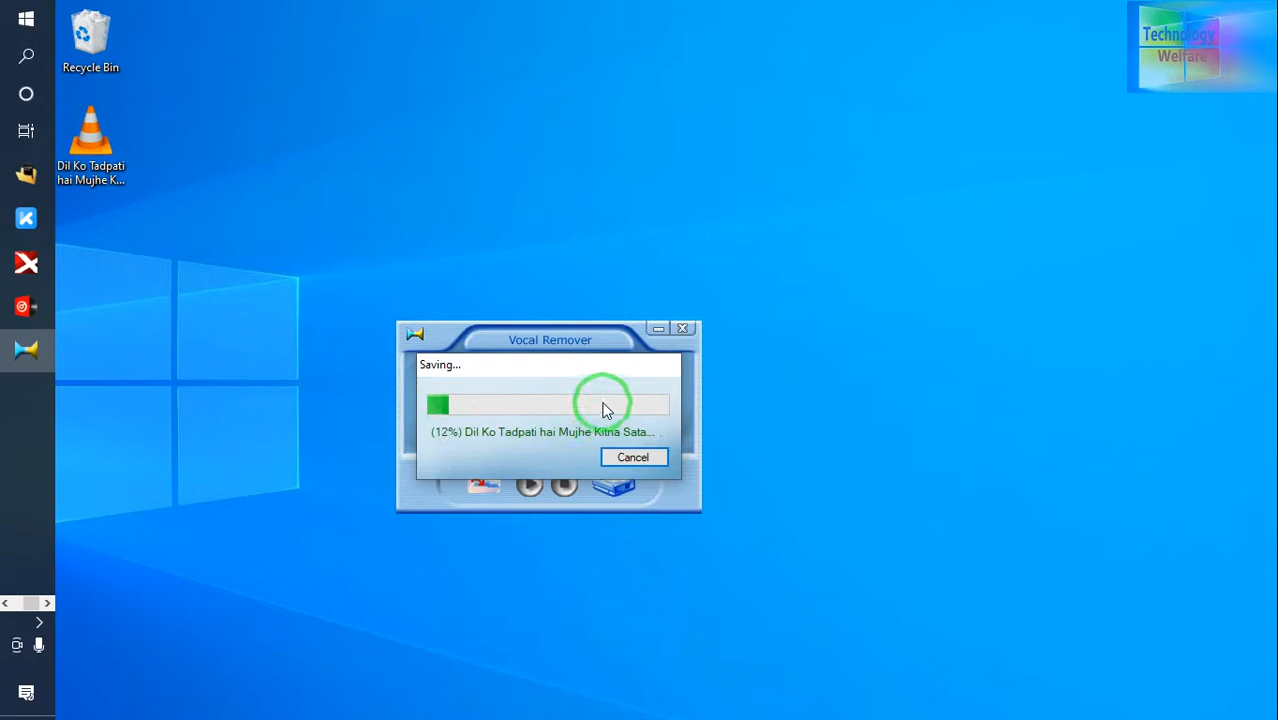 Recycle Bin
Dil Ko Tadpati
hai Mujhe K...
Technology
Welfare
Vocal Remover
Saving...
(12%) Dil Ko Tadpati hai Mujhe Kitna Sata...
Cancel